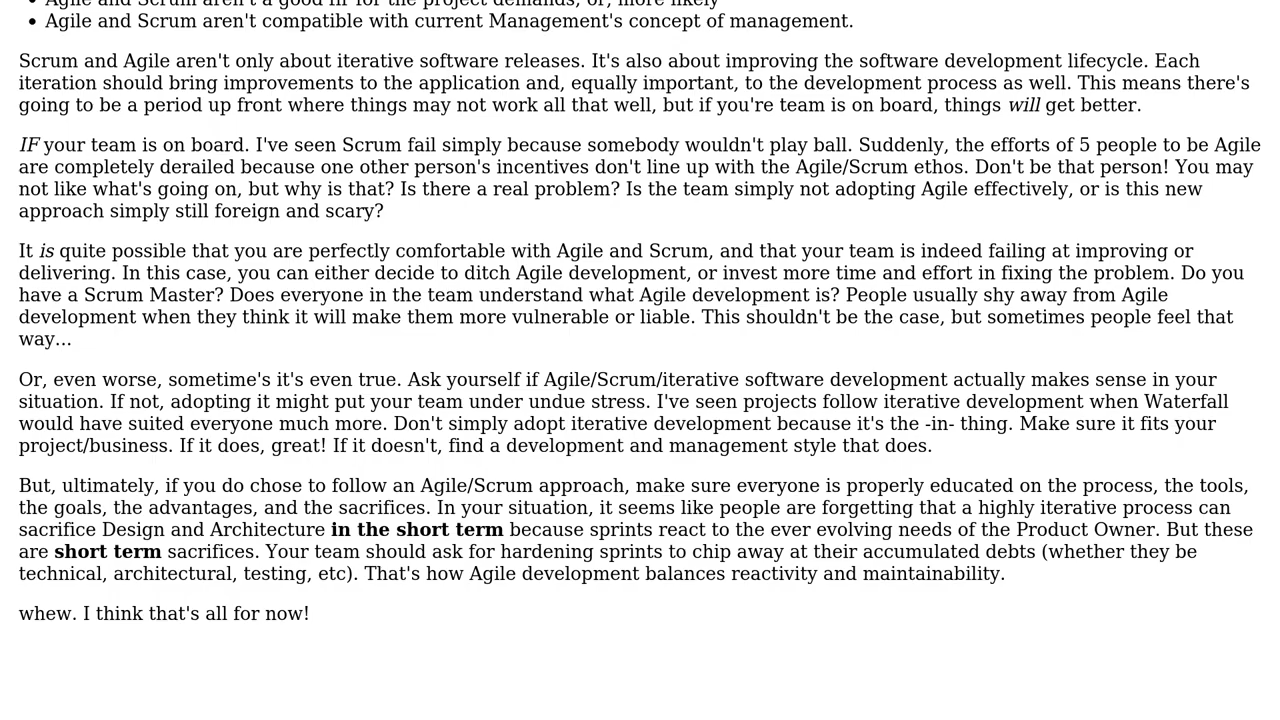 Agile and Scrum aren't a good fit for the project demands, or, more likely
Agile and Scrum aren't compatible with current Management's concept of management.
Scrum and Agile aren't only about iterative software releases. It's also about improving the software development lifecycle. Each
iteration should bring improvements to the application and, equally important, to the development process as well. This means there's
going to be a period up front where things may not work all that well, but if you're team is on board, things will get better.
IF your team is on board. I've seen Scrum fail simply because somebody wouldn't play ball. Suddenly, the efforts of 5 people to be Agile
are completely derailed because one other person's incentives don't line up with the Agile/Scrum ethos. Don't be that person! You may
not like what's going on, but why is that? Is there a real problem? Is the team simply not adopting Agile effectively, or is this new
approach simply still foreign and scary?
It is quite possible that you are perfectly comfortable with Agile and Scrum, and that your team is indeed failing at improving or
delivering. In this case, you can either decide to ditch Agile development, or invest more time and effort in fixing the problem. Do you
have a Scrum Master? Does everyone in the team understand what Agile development is? People usually shy away from Agile
development when they think it will make them more vulnerable or liable. This shouldn't be the case, but sometimes people feel that
way...
Or, even worse, sometime's it's even true. Ask yourself if Agile/Scrum/iterative software development actually makes sense in your
situation. If not, adopting it might put your team under undue stress. I've seen projects follow iterative development when Waterfall
would have suited everyone much more. Don't simply adopt iterative development because it's the -in- thing. Make sure it fits your
project/business. If it does, great! If it doesn't, find a development and management style that does.
But, ultimately, if you do chose to follow an Agile/Scrum approach, make sure everyone is properly educated on the process, the tools,
the goals, the advantages, and the sacrifices. In your situation, it seems like people are forgetting that a highly iterative process can
sacrifice Design and Architecture in the short term because sprints react to the ever evolving needs of the Product Owner. But these
are short term sacrifices. Your team should ask for hardening sprints to chip away at their accumulated debts (whether they be
technical, architectural, testing, etc). That's how Agile development balances reactivity and maintainability.
whew. I think that's all for now!